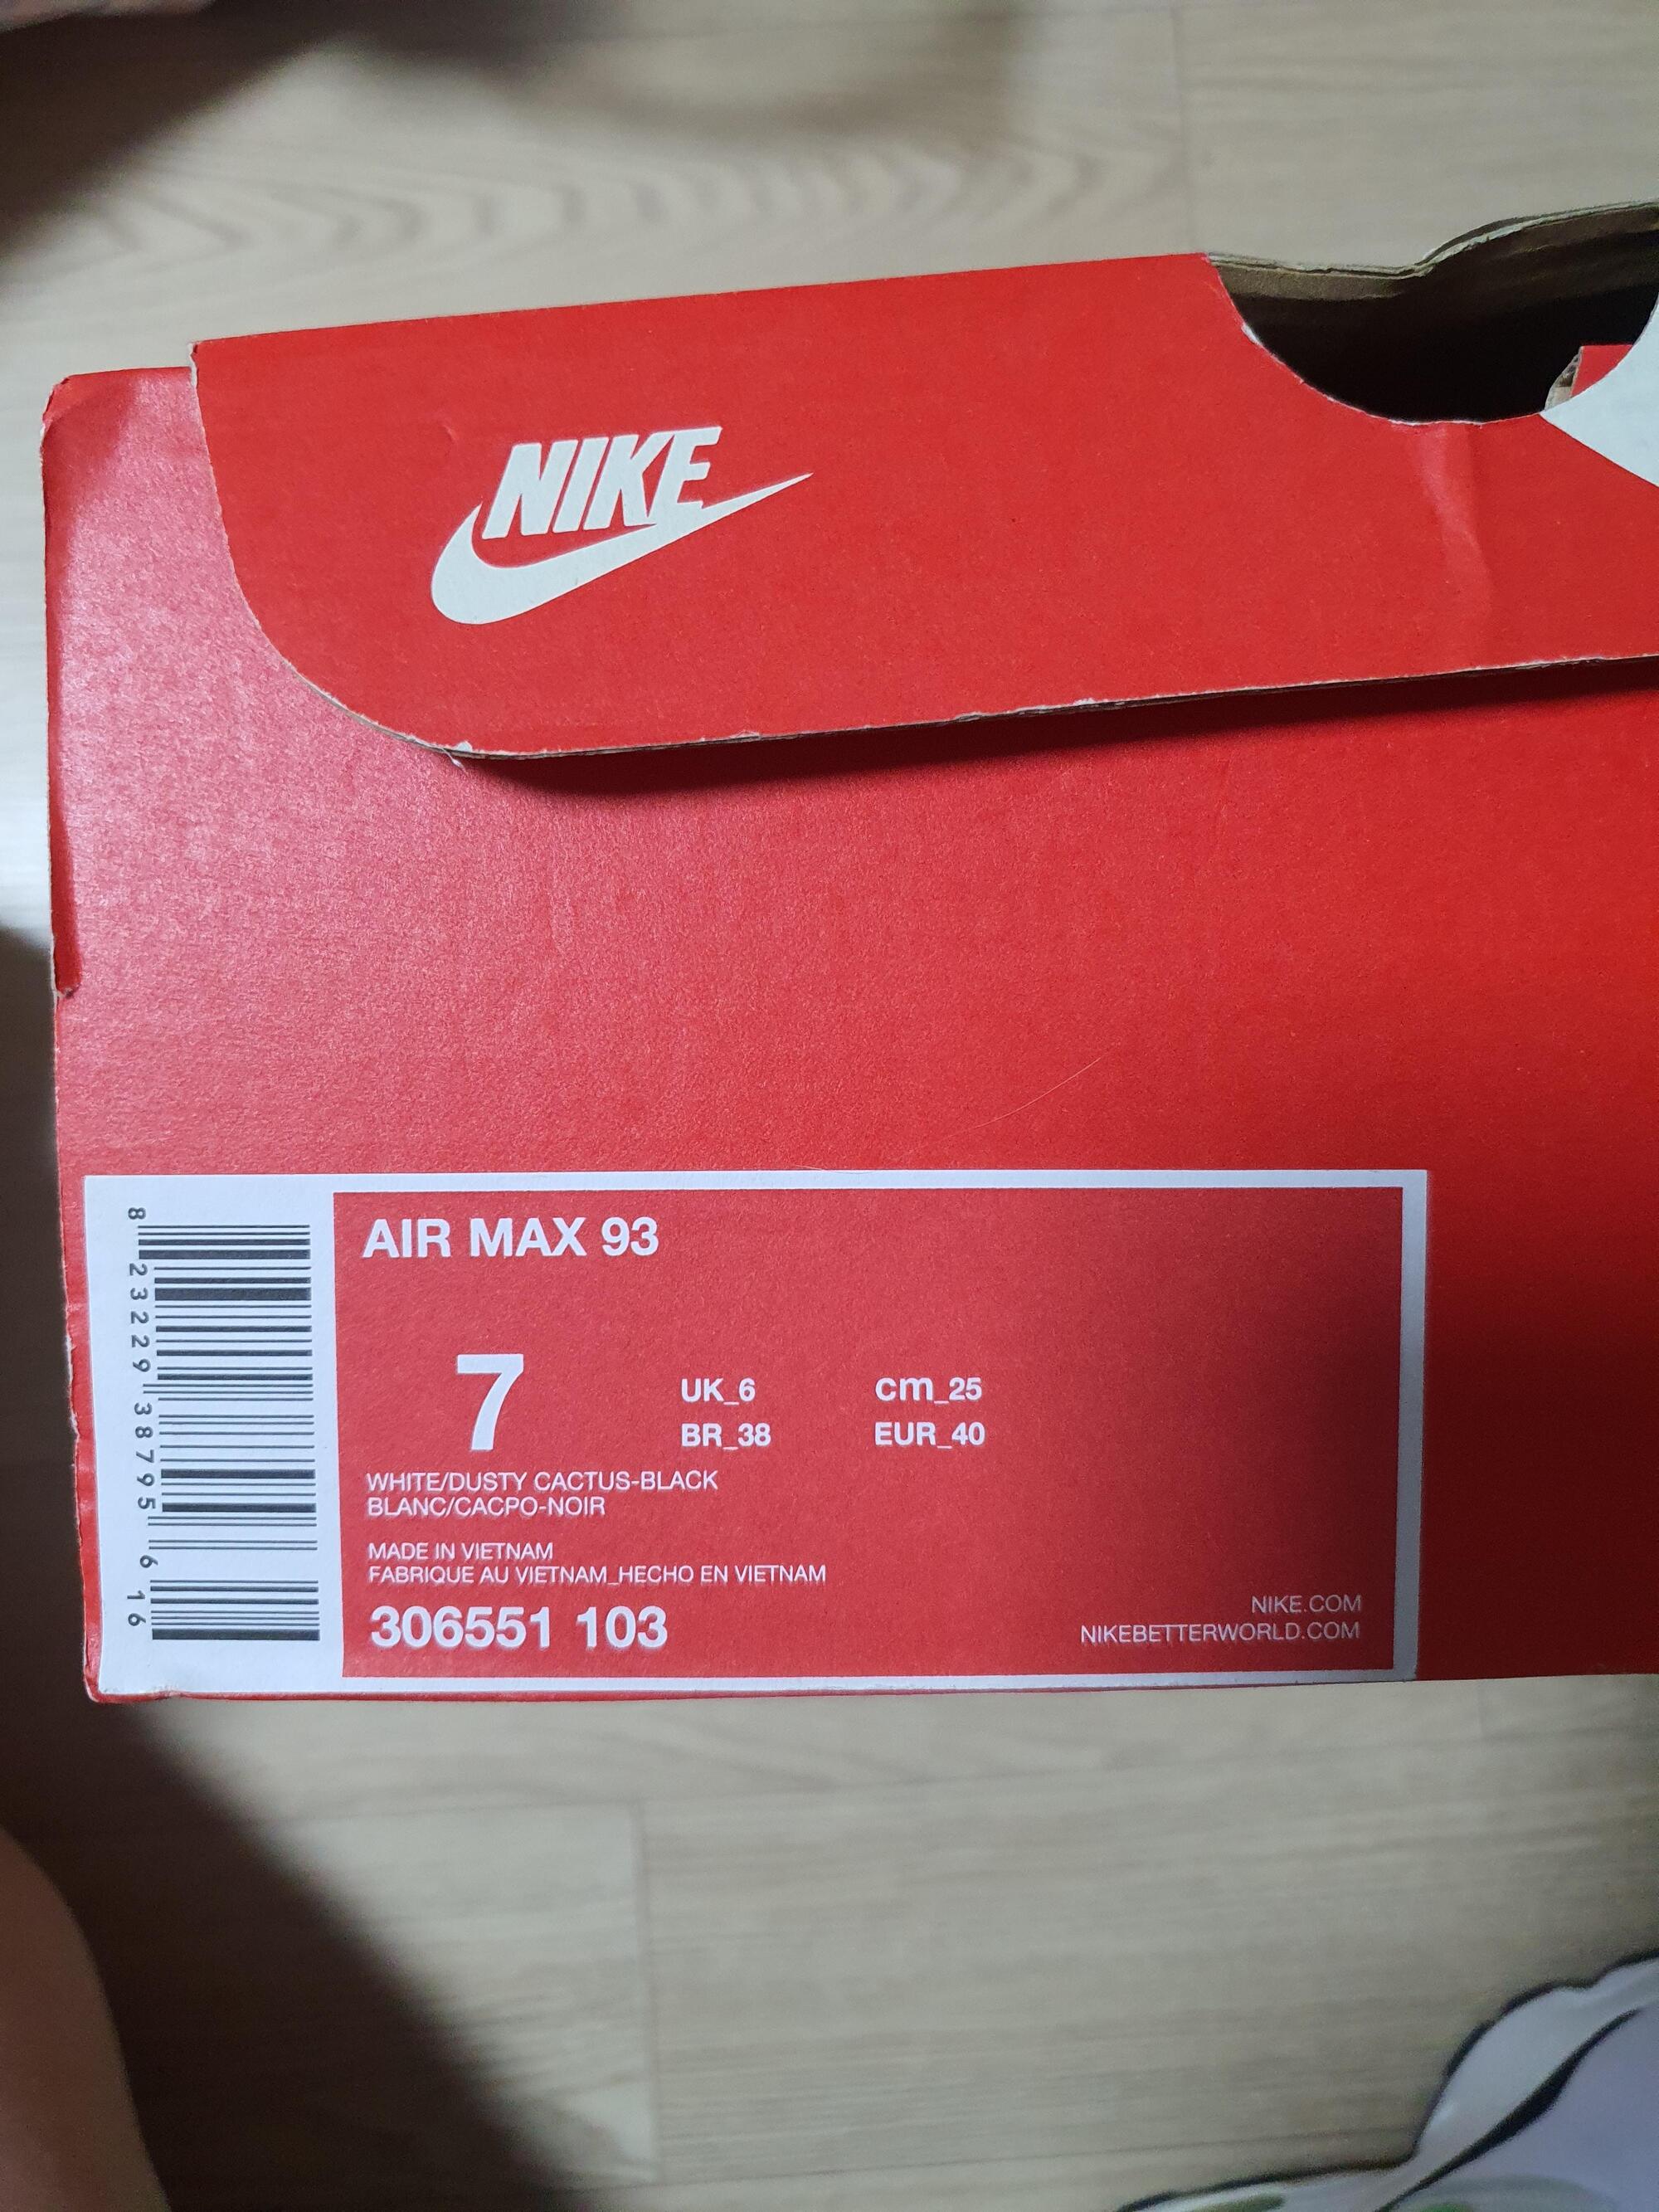 NIKE
AIR MAX 93
7
UK_6 cm_25
BR_38 EUR_40
WHITE/DUSTY CACTUS-BLACK
BLANC/CACPO-NOIR
MADE IN VIETNAM
FABRIQUE AU VIETNAM_HECHO EN VIETNAM
306551 103
NIKE.COM
NIKEBETTERWORLD.COM
8 23229 38795 6 16